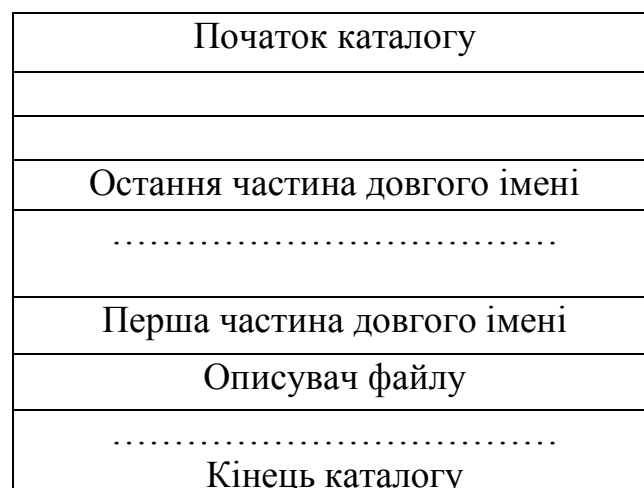 Початок каталогу
Остання частина довгого імені
………………………………
Перша частина довгого імені
Описувач файлу
………………………………
Кінець каталогу